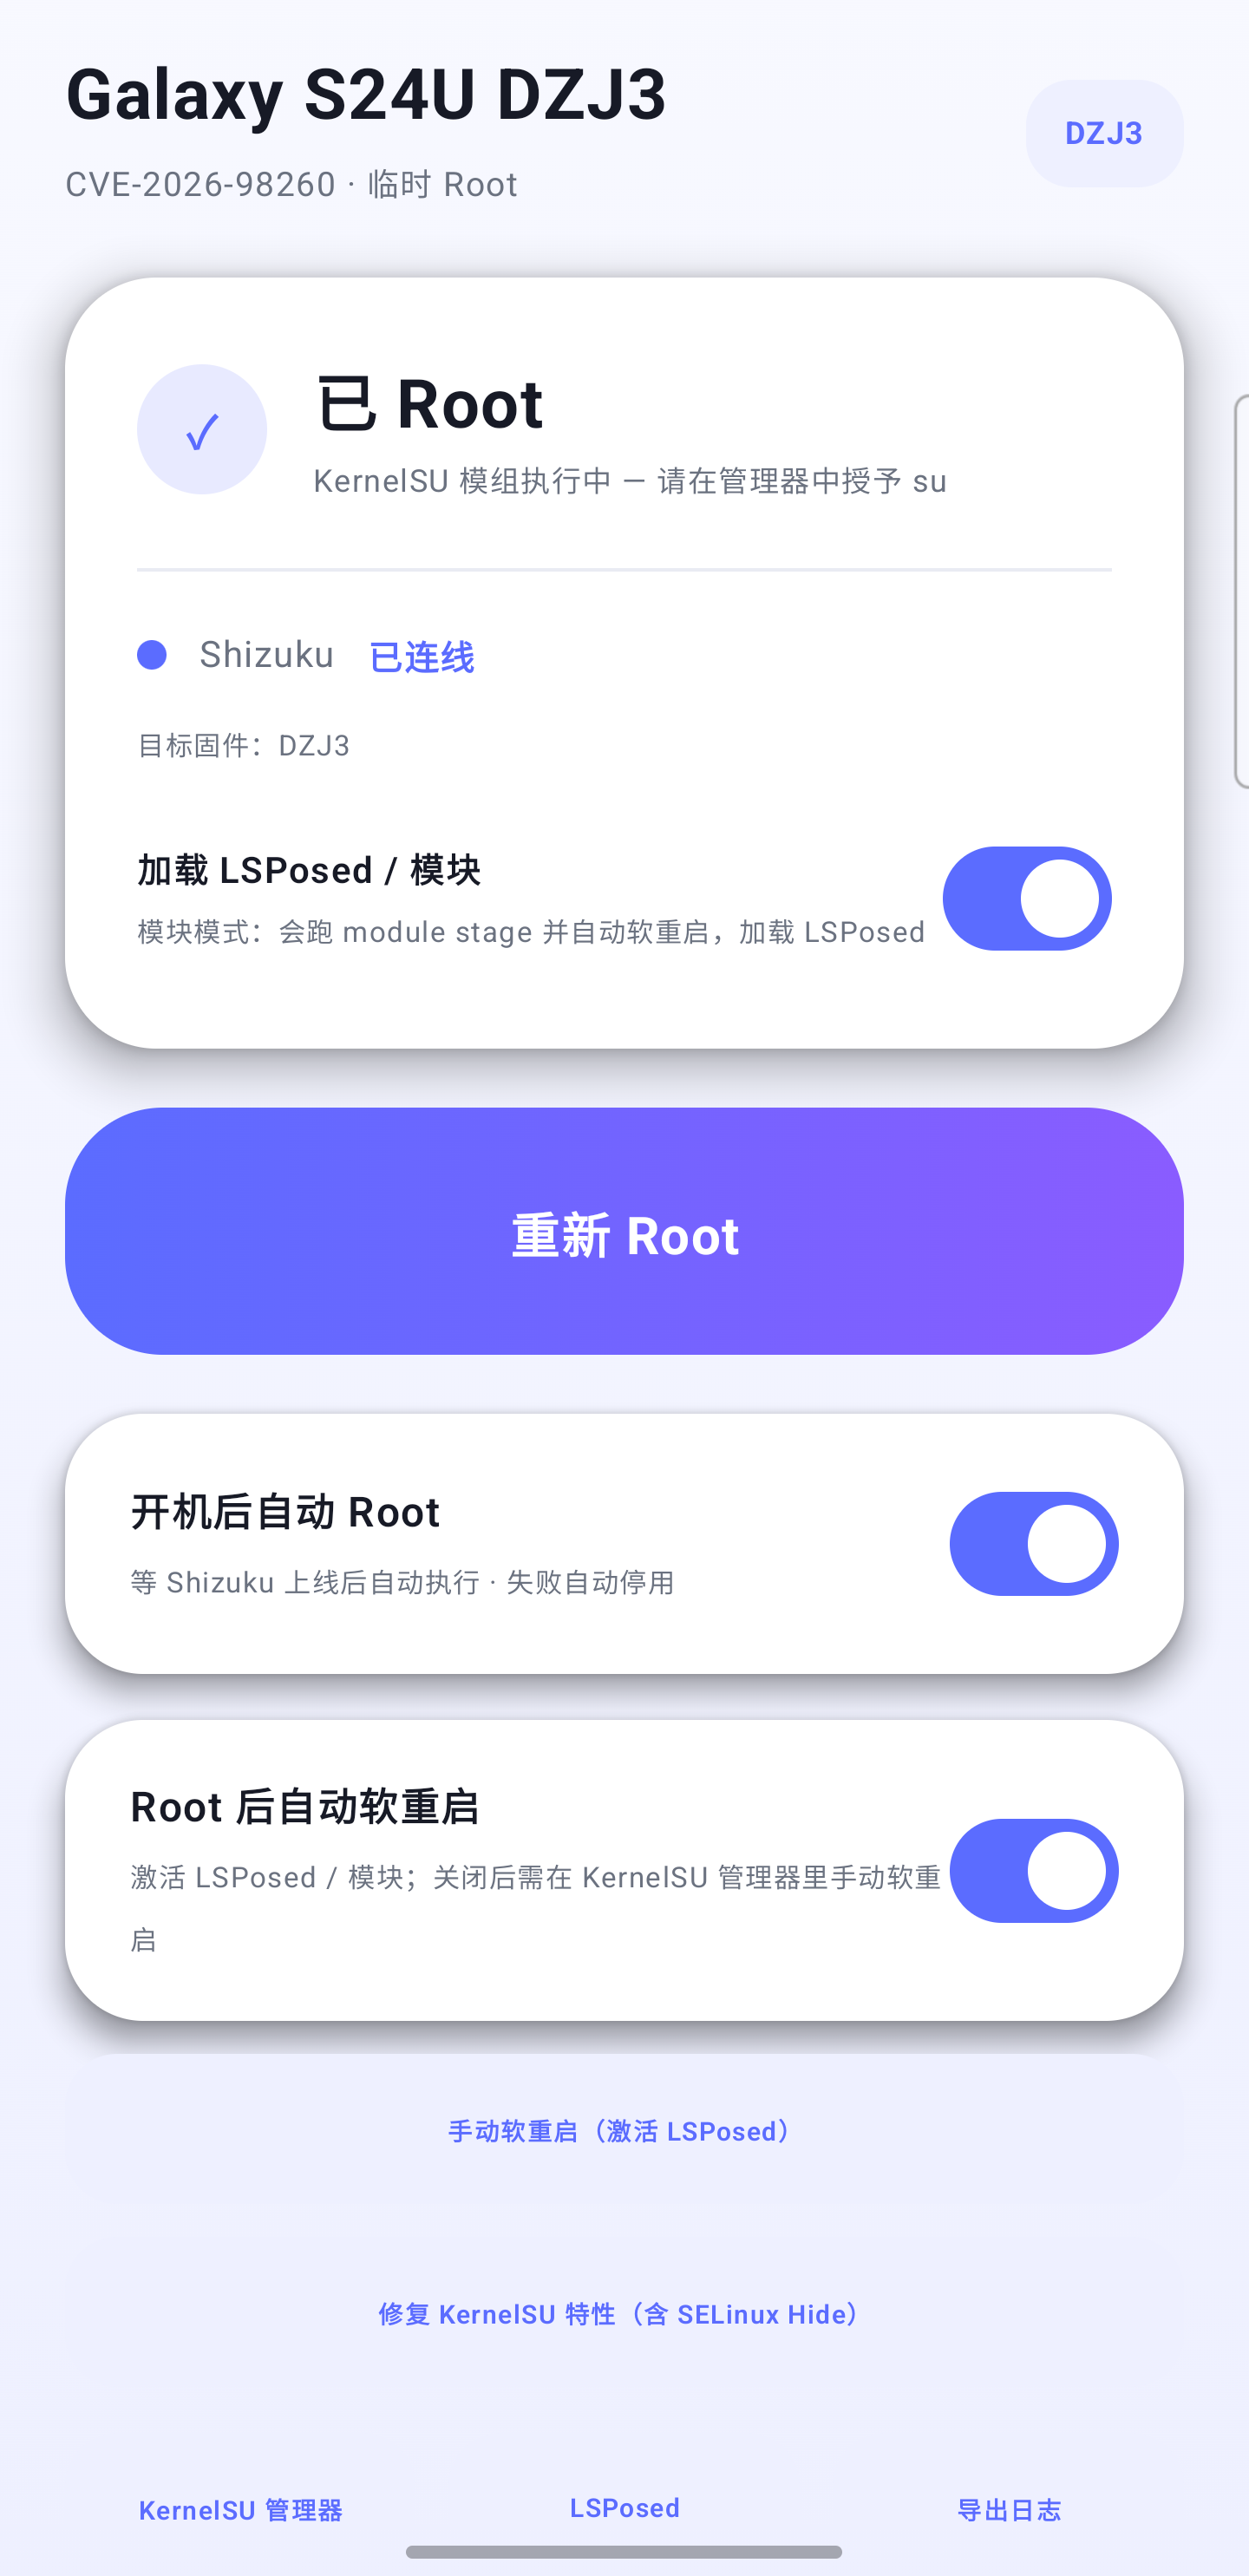 Galaxy S24U DZJ3
CVE-2026-98260 · 临时 Root
DZJ3
✓
已 Root
KernelSU 模组执行中 — 请在管理器中授予 su
Shizuku 已连线
目标固件：DZJ3
加载 LSPosed / 模块
模块模式：会跑 module stage 并自动软重启，加载 LSPosed
重新 Root
开机后自动 Root
等 Shizuku 上线后自动执行 · 失败自动停用
Root 后自动软重启
激活 LSPosed / 模块；关闭后需在 KernelSU 管理器里手动软重
启
手动软重启（激活 LSPosed）
修复 KernelSU 特性（含 SELinux Hide）
KernelSU 管理器
LSPosed
导出日志